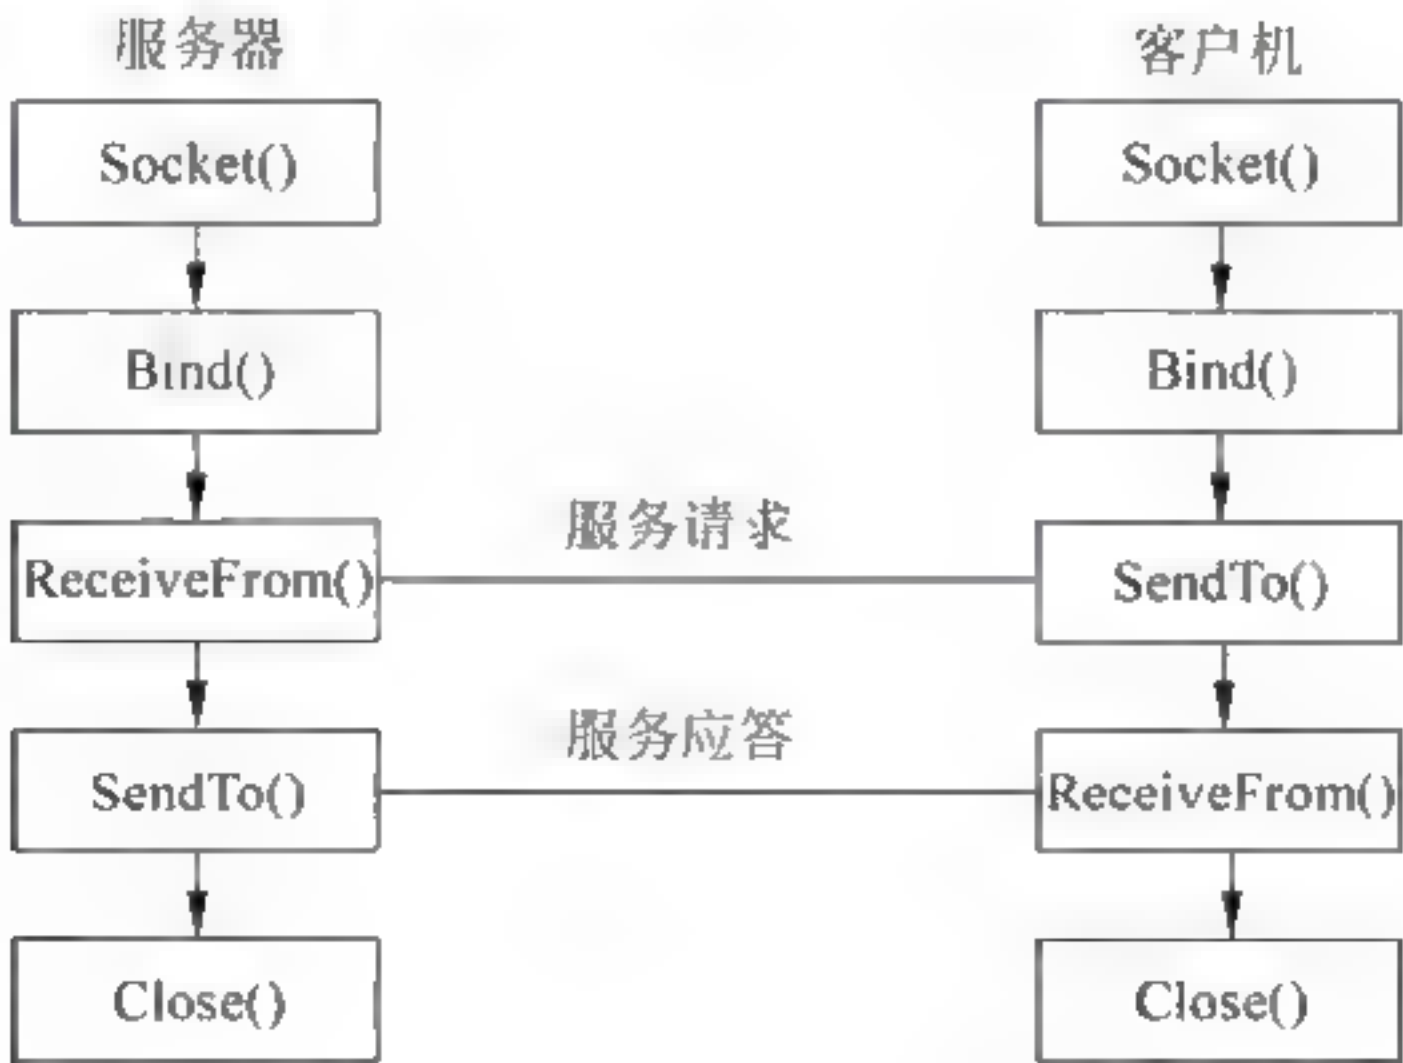 服务器
客户机
Socket()
Socket()
Bind()
Bind()
服务请求
ReceiveFrom()
SendTo()
服务应答
SendTo()
ReceiveFrom()
Close()
Close()